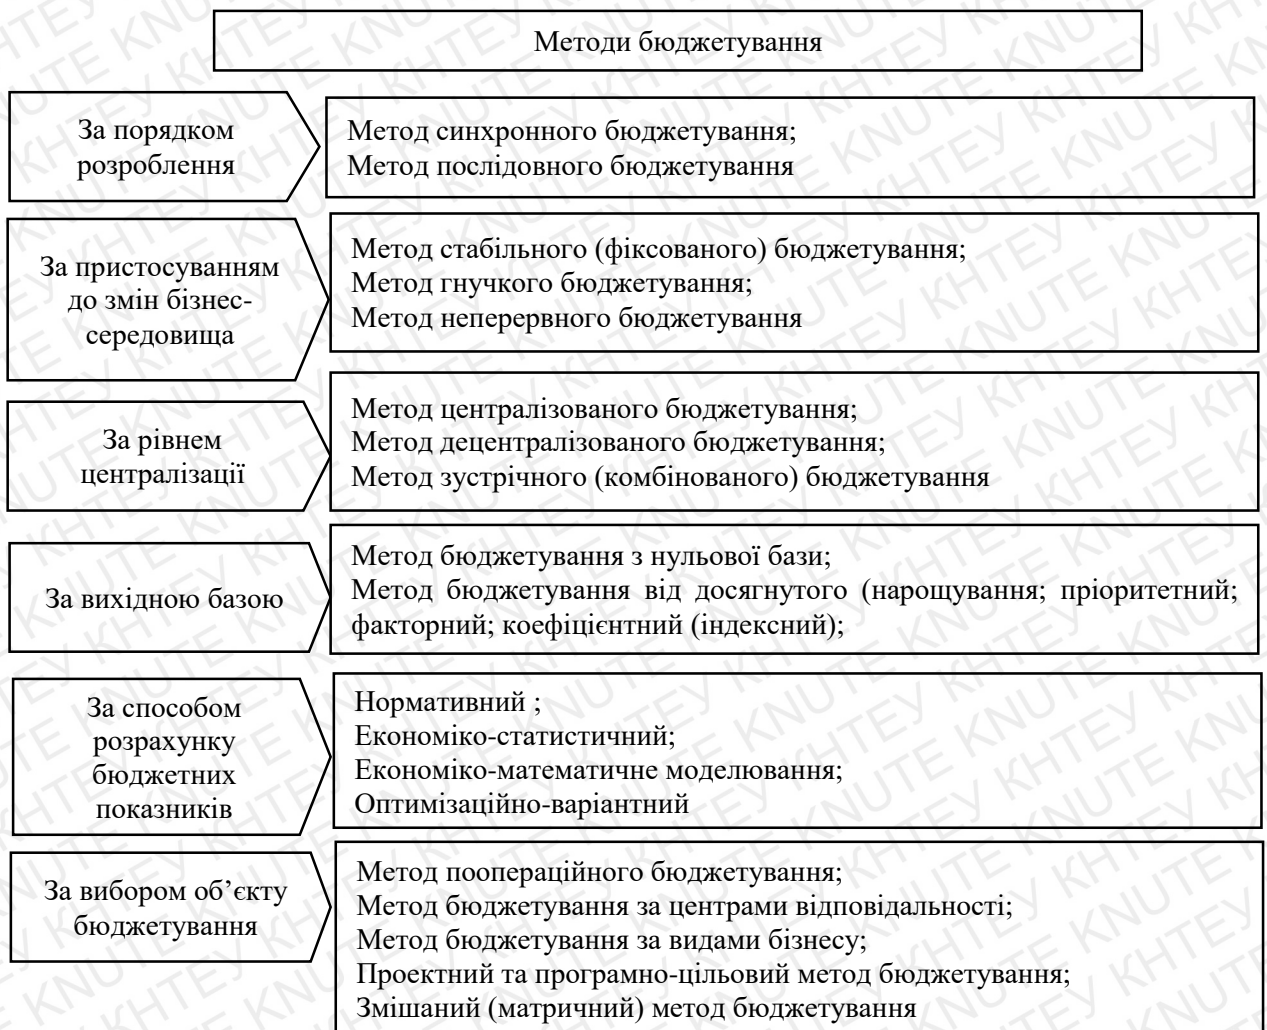 Методи бюджетування
За порядком
розроблення
Метод синхронного бюджетування;
Метод послідовного бюджетування
За пристосуванням
до змін бізнес-
середовища
Метод стабільного (фіксованого) бюджетування;
Метод гнучкого бюджетування;
Метод неперервного бюджетування
За рівнем
централізації
Метод централізованого бюджетування;
Метод децентралізованого бюджетування;
Метод зустрічного (комбінованого) бюджетування
За вихідною базою
Метод бюджетування з нульової бази;
Метод бюджетування від досягнутого (нарощування; пріоритетний;
факторний; коефіцієнтний (індексний);
За способом
розрахунку
бюджетних
показників
Нормативний ;
Економіко-статистичний;
Економіко-математичне моделювання;
Оптимізаційно-варіантний
За вибором об’єкту
бюджетування
Метод поопераційного бюджетування;
Метод бюджетування за центрами відповідальності;
Метод бюджетування за видами бізнесу;
Проектний та програмно-цільовий метод бюджетування;
Змішаний (матричний) метод бюджетування